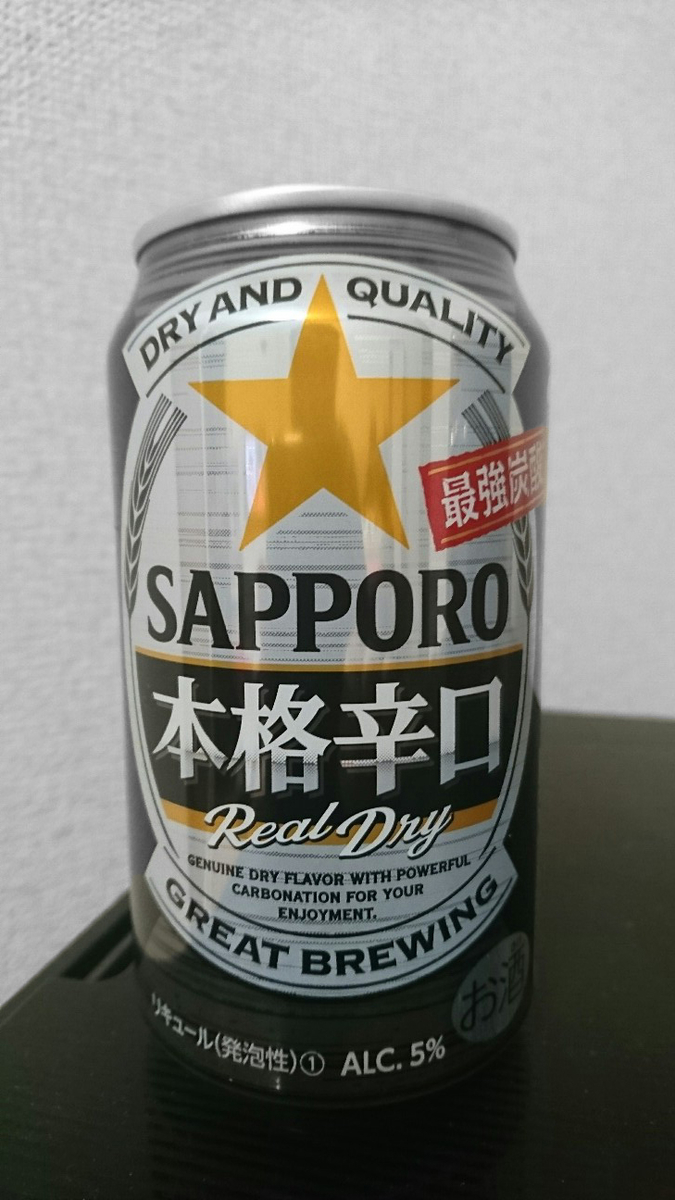 DRY AND QUALITY
最強炭酸
SAPPORO
本格辛口
Real Dry
GENUINE DRY FLAVOR WITH POWERFUL
CARBONATION FOR YOUR
ENJOYMENT.
GREAT BREWING
お酒
リキュール(発泡性)① ALC. 5%